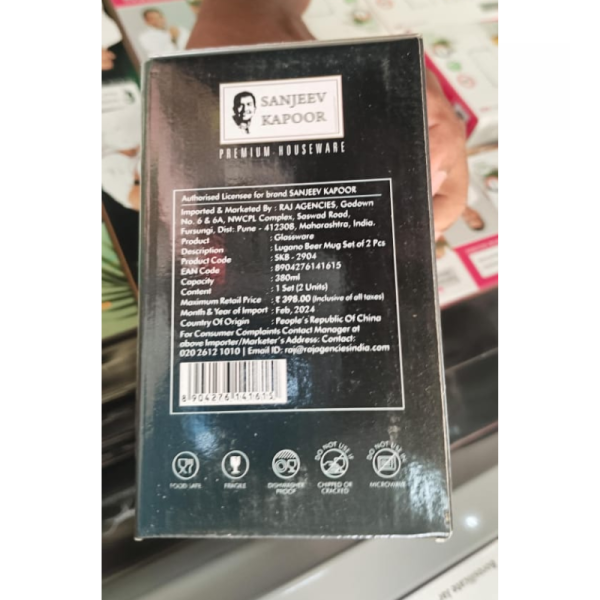 SANJEEV
KAPOOR
PREMIUM HOUSEWARE
Authorised Licensee for brand SANJEEV KAPOOR
Imported & Marketed By : RAJ AGENCIES, Godawn
No. 6 & 6A, NWCPL Complex, Saswad Road,
Fursungi, Dist: Pune - 412308, Maharashtra, India.
Product : Glassware
Description : Lugano Beer Mug Set of 2 Pcs
Product Code : SKB - 2904
EAN Code : 8904276141615
Capacity : 380ml
Content : 1 Set (2 Units)
Maximum Retail Price : ₹ 398.00 (Inclusive of all taxes)
Month & Year of Import : Feb, 2024
Country Of Origin : People's Republic Of China
For Consumer Complaints Contact Manager at
above Importer/Marketer's Address: Contact:
020 2612 1010 | Email ID: raj@rajagenciesindia.com
8 904276 141615
DO NOT USE IF
DO NOT USE IN
FOOD SAFE
FRAGILE
DISHWASHER
PROOF
CHIPPED OR
CRACKED
MICROWAVE